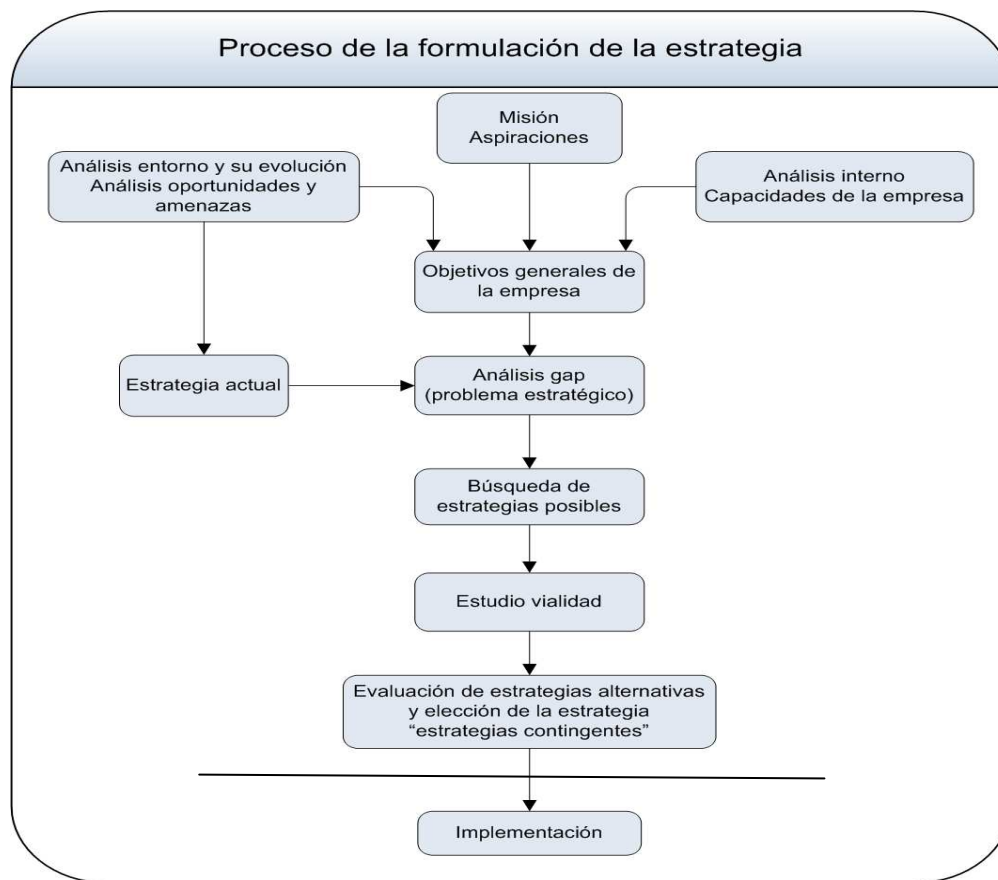 Proceso de la formulación de la estrategia
Misión
Aspiraciones
Análisis entorno y su evolución
Análisis oportunidades y
amenazas
Análisis interno
Capacidades de la empresa
Objetivos generales de
la empresa
Estrategia actual
Análisis gap
(problema estratégico)
Búsqueda de
estrategias posibles
Estudio vialidad
Evaluación de estrategias alternativas
y elección de la estrategia
“estrategias contingentes”
Implementación